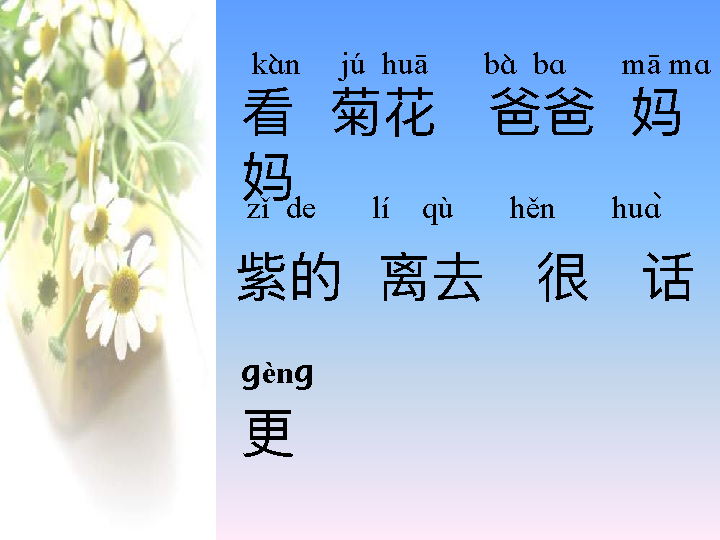 kàn jú huā bà ba mā ma
看 菊花 爸爸 妈
妈
zǐ de lí qù hěn huà
紫的 离去 很 话
gèng
更